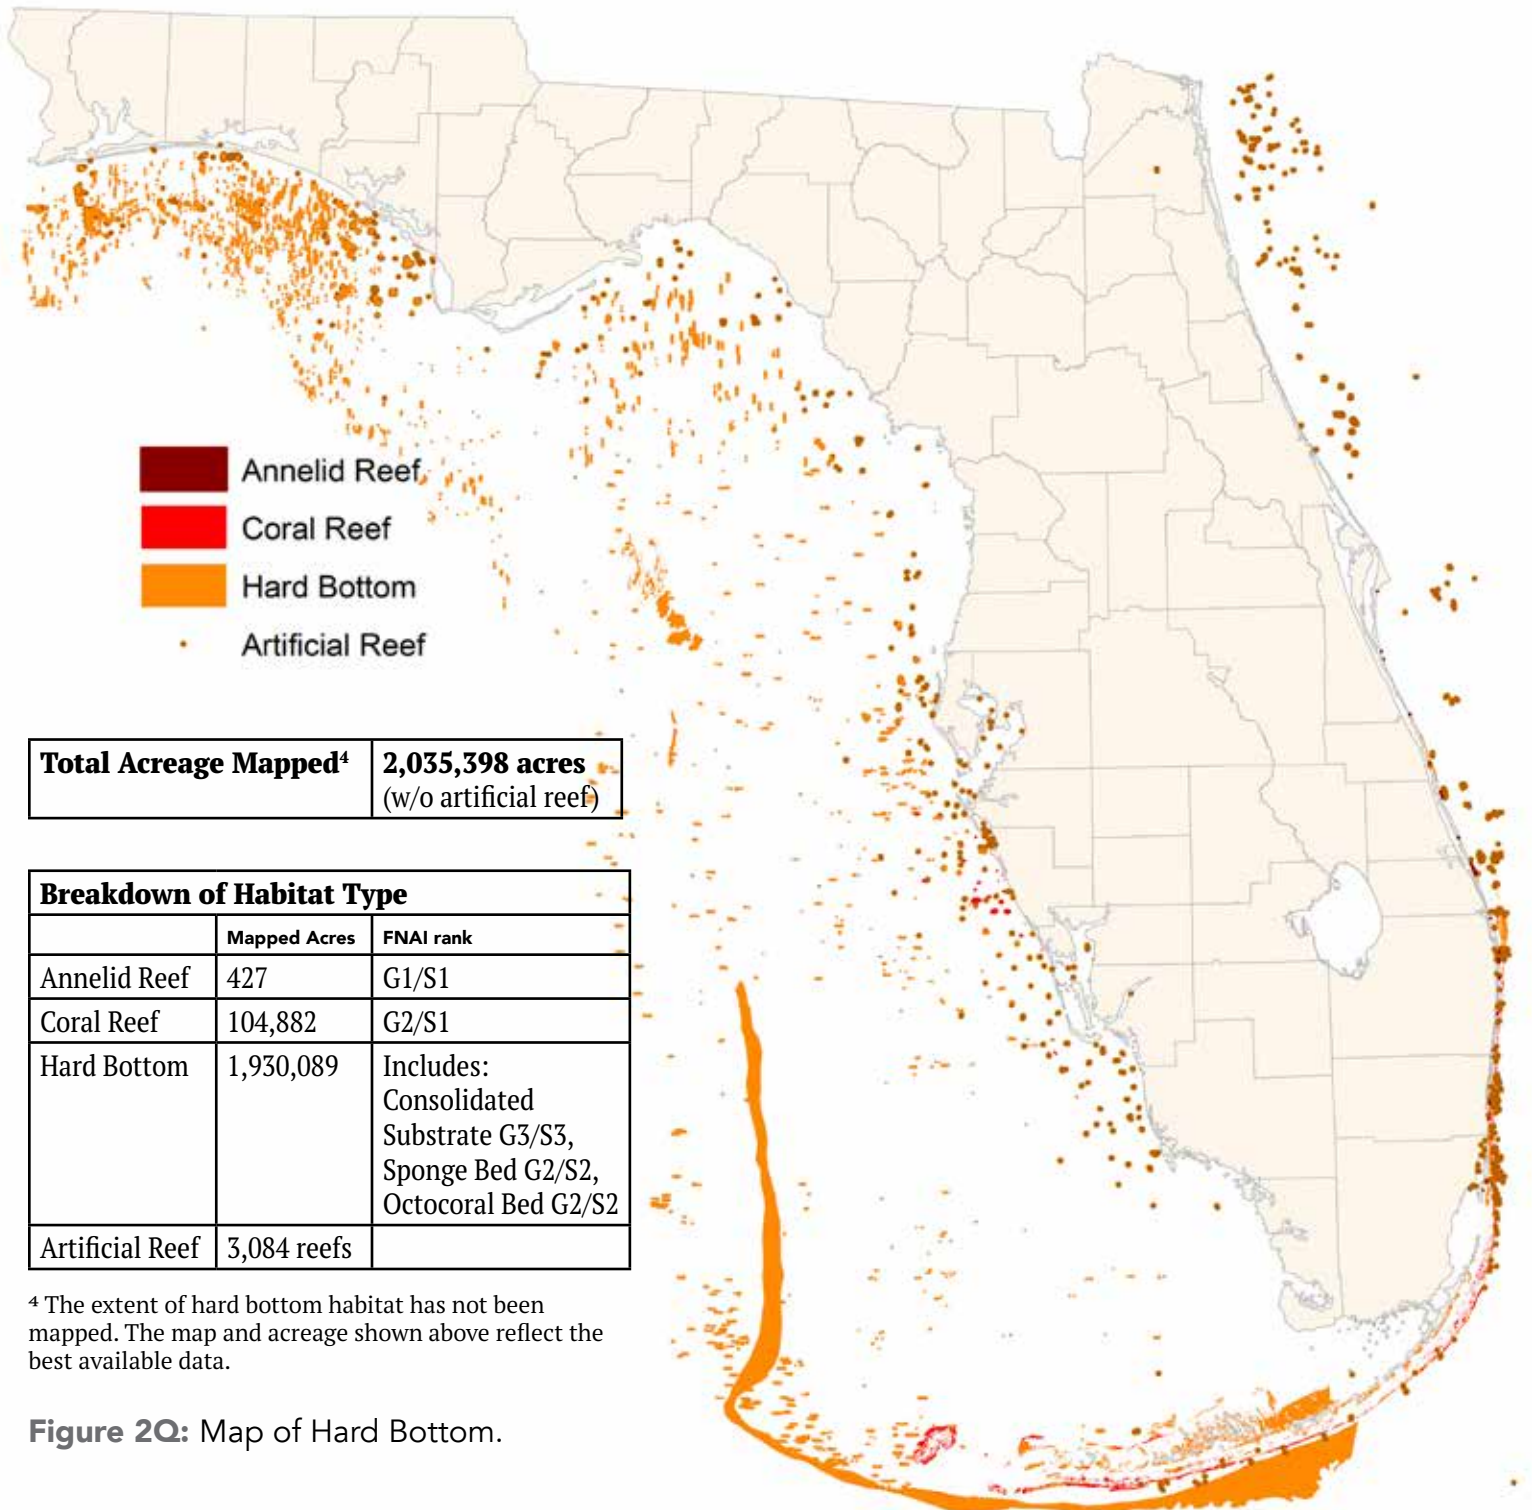 Annelid Reef
Coral Reef
Hard Bottom
Artificial Reef
Total Acreage Mapped⁴ 2,035,398 acres
(w/o artificial reef)
Breakdown of Habitat Type
Mapped Acres FNAI rank
Annelid Reef 427 G1/S1
Coral Reef 104,882 G2/S1
Hard Bottom 1,930,089 Includes:
Consolidated
Substrate G3/S3,
Sponge Bed G2/S2,
Octocoral Bed G2/S2
Artificial Reef 3,084 reefs
⁴ The extent of hard bottom habitat has not been
mapped. The map and acreage shown above reflect the
best available data.
Figure 2Q: Map of Hard Bottom.